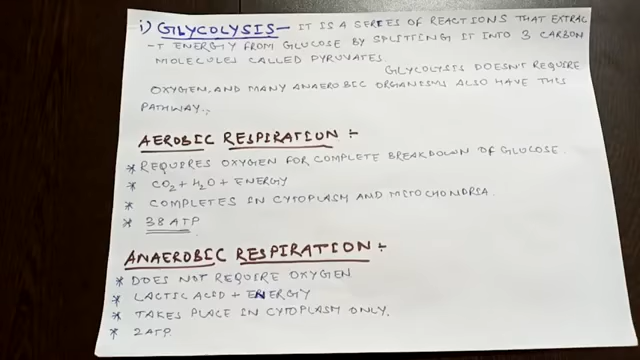 i) GLYCOLYSIS- IT IS A SERIES OF REACTIONS THAT EXTRAC
-T ENERGY FROM GLUCOSE BY SPLITTING IT INTO 3 CARBON
MOLECULES CALLED PYRUVATES.
GLYCOLYSIS DOESN'T REQUIRE
OXYGEN, AND MANY ANAEROBIC ORGANISMS ALSO HAVE THIS
PATHWAY.
AEROBIC RESPIRATION:-
* REQUIRES OXYGEN FOR COMPLETE BREAKDOWN OF GLUCOSE.
* CO2 + H2O + ENERGY
* COMPLETES IN CYTOPLASM AND MITOCHONDRIA.
* 38 ATP
ANAEROBIC RESPIRATION:-
* DOES NOT REQUIRE OXYGEN
* LACTIC ACID + ENERGY
* TAKES PLACE IN CYTOPLASM ONLY.
* 2ATP.